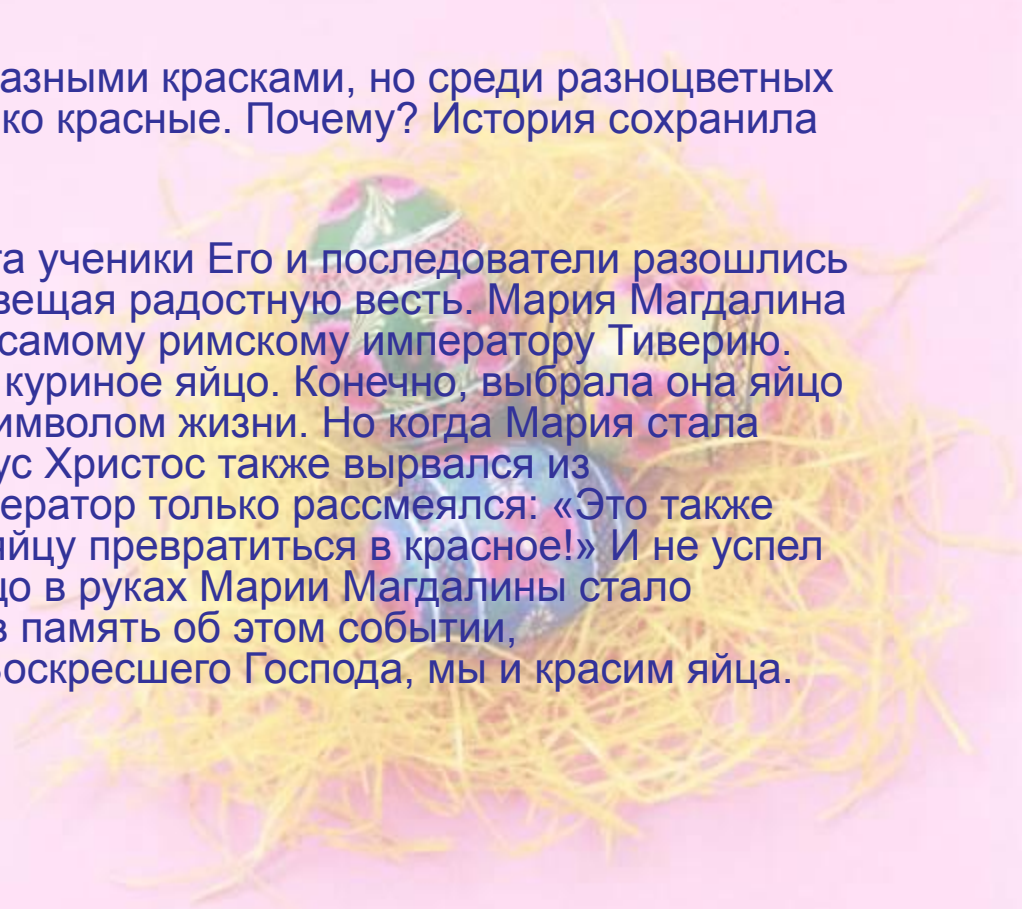 азными красками, но среди разноцветных
ко красные. Почему? История сохранила
та ученики Его и последователи разошлись
вещая радостную весть. Мария Магдалина
самому римскому императору Тиверию.
куриное яйцо. Конечно, выбрала она яйцо
имволом жизни. Но когда Мария стала
ус Христос также вырвался из
ератор только рассмеялся: «Это также
яйцу превратиться в красное!» И не успел
цо в руках Марии Магдалины стало
в память об этом событии,
Воскресшего Господа, мы и красим яйца.